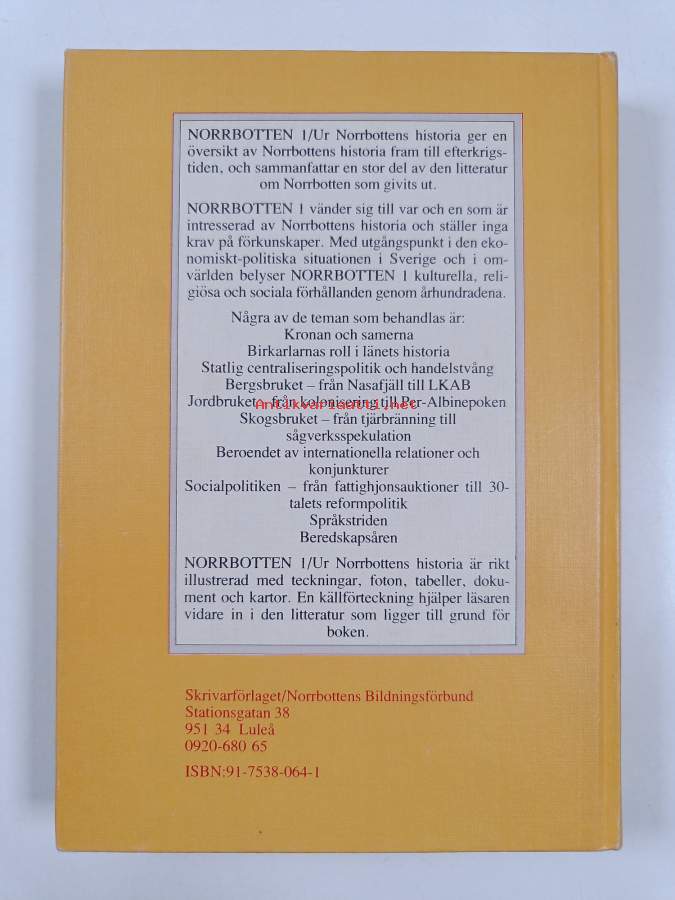 NORRBOTTEN 1/Ur Norrbottens historia ger en
översikt av Norrbottens historia fram till efterkrigs-
tiden, och sammanfattar en stor del av den litteratur
om Norrbotten som givits ut.
NORRBOTTEN 1 vänder sig till var och en som är
intresserad av Norrbottens historia och ställer inga
krav på förkunskaper. Med utgångspunkt i den eko-
nomiskt-politiska situationen i Sverige och i om-
världen belyser NORRBOTTEN 1 kulturella, reli-
giösa och sociala förhållanden genom århundradena.
Några av de teman som behandlas är:
Kronan och samerna
Birkarlarnas roll i länets historia
Statlig centraliseringspolitik och handelstvång
Bergsbruket – från Nasafjäll till LKAB
Jordbruket – från kolonisering till Per-Albinepoken
Antikvariaatti.net
Skogsbruket – från tjärbränning till
sågverksspekulation
Beroendet av internationella relationer och
konjunkturer
Socialpolitiken – från fattighjonsauktioner till 30-
talets reformpolitik
Språkstriden
Beredskapsåren
NORRBOTTEN 1/Ur Norrbottens historia är rikt
illustrerad med teckningar, foton, tabeller, doku-
ment och kartor. En källförteckning hjälper läsaren
vidare in i den litteratur som ligger till grund för
boken.
Skrivarförlaget/Norrbottens Bildningsförbund
Stationsgatan 38
951 34 Luleå
0920-680 65
ISBN:91-7538-064-1